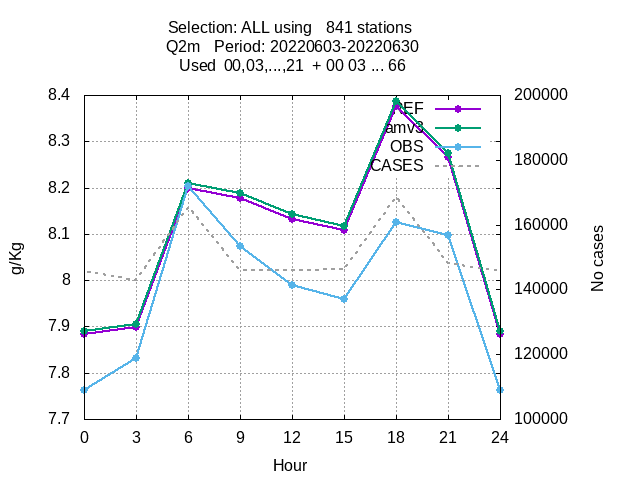 Selection: ALL using   841 stations
Q2m   Period: 20220603-20220630
Used  00,03,...,21  + 00 03 ... 66
8.4
8.3
8.2
8.1
8
7.9
7.8
7.7
g/Kg
200000
180000
160000
140000
120000
100000
No cases
REF
amv3
OBS
CASES
0 3 6 9 12 15 18 21 24
Hour